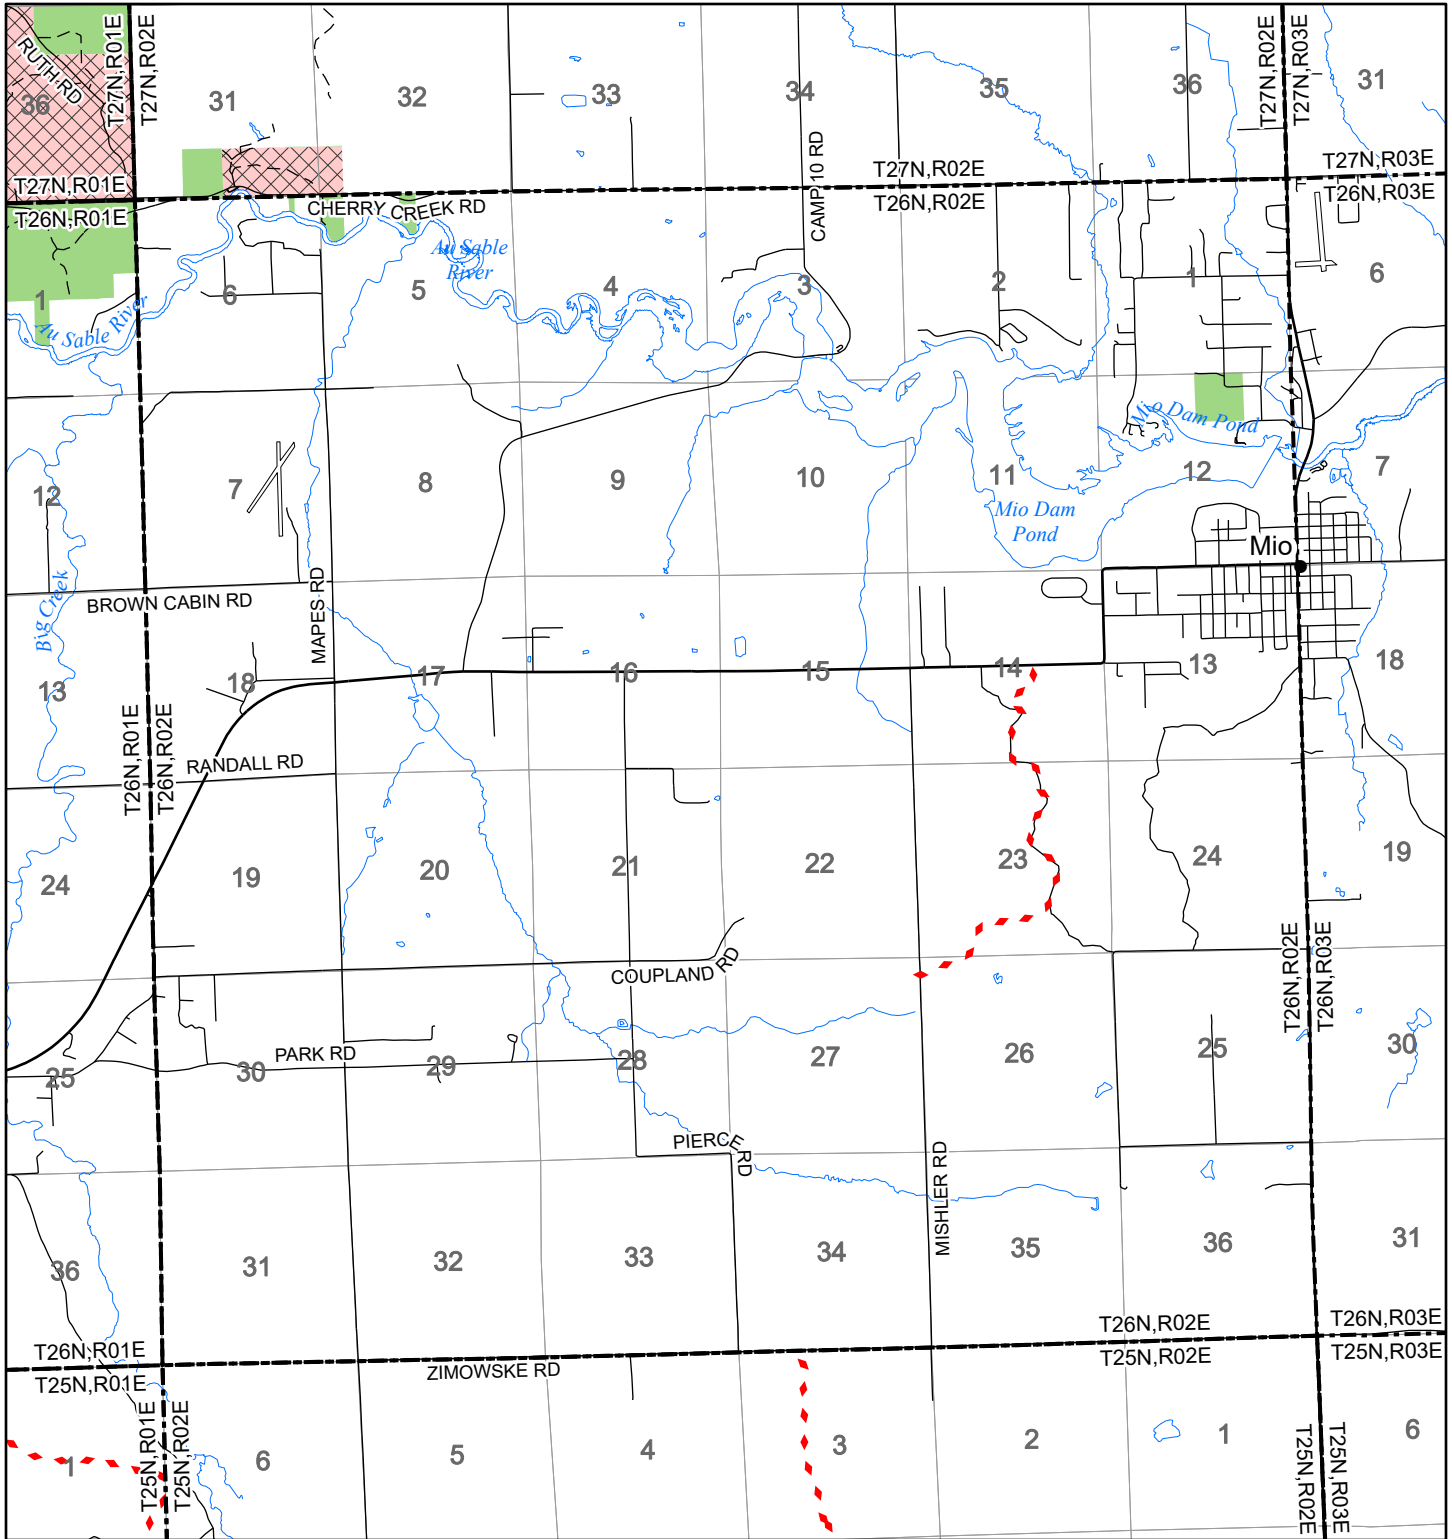 T27N,R01E
T27N,R02E
T27N,R02E
T27N,R03E
RUTH RD
36
31
32
33
34
35
36
31
CAMP 10 RD
T27N,R01E
T26N,R01E
T27N,R02E
T26N,R02E
T27N,R03E
T26N,R03E
CHERRY CREEK RD
Au Sable
River
1
6
5
4
3
2
1
6
Au Sable River
Mio Dam Pond
12
7
8
9
10
11
12
7
Mio Dam
Pond
Mio
Big Creek
BROWN CABIN RD
MAPES RD
13
18
17
16
15
14
13
18
T26N,R01E
T26N,R02E
RANDALL RD
24
19
20
21
22
23
24
19
COUPLAND RD
T26N,R02E
T26N,R03E
PARK RD
25
30
29
28
27
26
25
30
PIERCE RD
MISHLER RD
36
31
32
33
34
35
36
31
T26N,R01E
T25N,R01E
ZIMOWSKE RD
T26N,R02E
T25N,R02E
T26N,R03E
T25N,R03E
T25N,R01E
T25N,R02E
1
6
5
4
3
2
1
6
T25N,R02E
T25N,R03E